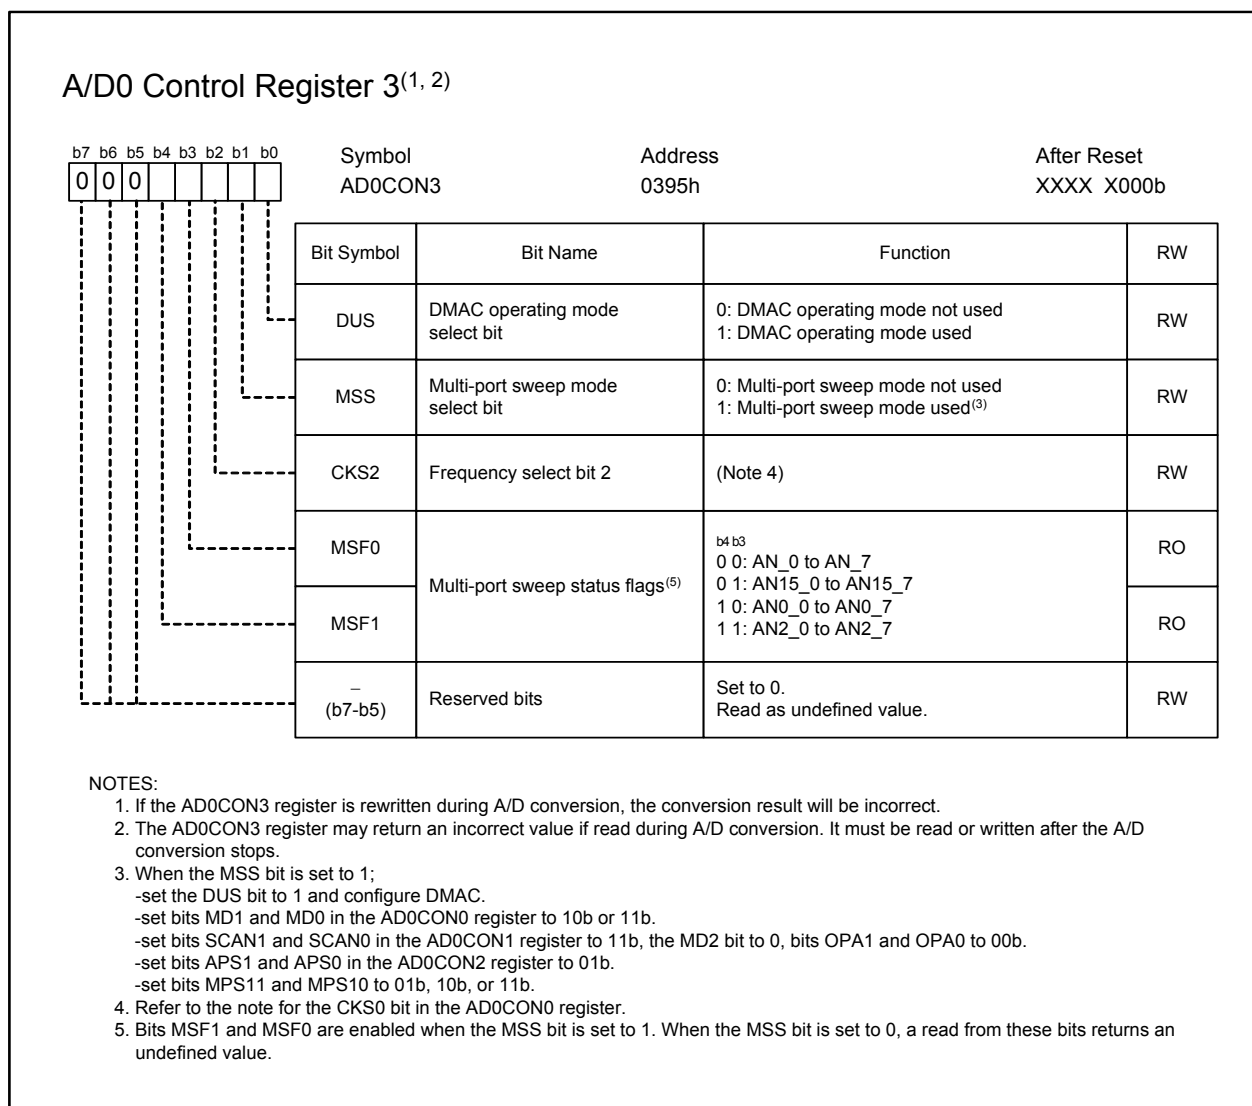 A/D0 Control Register 3(1, 2)
b7 b6 b5 b4 b3 b2 b1 b0
0 0 0
Symbol Address After Reset
AD0CON3 0395h XXXX X000b
Bit Symbol Bit Name Function RW
DUS DMAC operating mode select bit 0: DMAC operating mode not used RW
1: DMAC operating mode used
MSS Multi-port sweep mode select bit 0: Multi-port sweep mode not used RW
1: Multi-port sweep mode used(3)
CKS2 Frequency select bit 2 (Note 4) RW
MSF0 Multi-port sweep status flags(5) b4 b3 RO
0 0: AN_0 to AN_7
0 1: AN15_0 to AN15_7
1 0: AN0_0 to AN0_7
MSF1 1 1: AN2_0 to AN2_7 RO
– (b7-b5) Reserved bits Set to 0. RW
Read as undefined value.
NOTES:
1. If the AD0CON3 register is rewritten during A/D conversion, the conversion result will be incorrect.
2. The AD0CON3 register may return an incorrect value if read during A/D conversion. It must be read or written after the A/D
conversion stops.
3. When the MSS bit is set to 1;
-set the DUS bit to 1 and configure DMAC.
-set bits MD1 and MD0 in the AD0CON0 register to 10b or 11b.
-set bits SCAN1 and SCAN0 in the AD0CON1 register to 11b, the MD2 bit to 0, bits OPA1 and OPA0 to 00b.
-set bits APS1 and APS0 in the AD0CON2 register to 01b.
-set bits MPS11 and MPS10 to 01b, 10b, or 11b.
4. Refer to the note for the CKS0 bit in the AD0CON0 register.
5. Bits MSF1 and MSF0 are enabled when the MSS bit is set to 1. When the MSS bit is set to 0, a read from these bits returns an
undefined value.